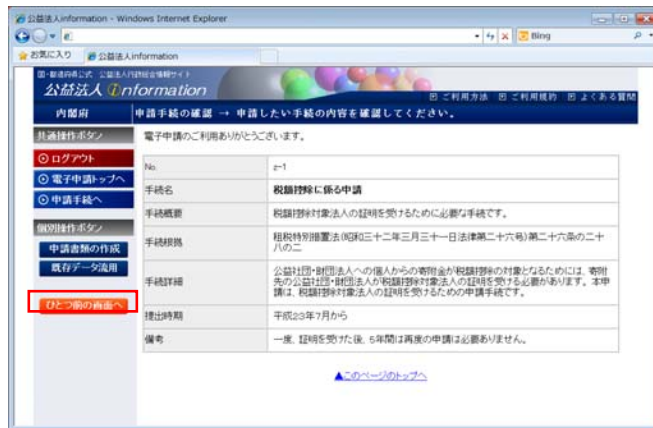 公益法人information - Windows Internet Explorer
Bing
お気に入り 公益法人information
国・都道府県公式 公益法人行政総合情報サイト
公益法人 information
ご利用方法 ご利用規約 よくある質問
内閣府 申請手続の確認 → 申請したい手続の内容を確認してください。
共通操作ボタン 電子申請のご利用ありがとうございます。
ログアウト
電子申請トップへ
申請手続へ
個別操作ボタン
申請書類の作成
既存データ流用
ひとつ前の画面へ
No. z-1
手続名 税額控除に係る申請
手続概要 税額控除対象法人の証明を受けるために必要な手続です。
手続根拠 租税特別措置法(昭和三十二年三月三十一日法律第二十六号)第二十六条の二十
八の二
手続詳細 公益社団・財団法人への個人からの寄附金が税額控除の対象となるためには、寄附
先の公益社団・財団法人が税額控除対象法人の証明を受ける必要があります。本申
請は、税額控除対象法人の証明を受けるための申請手続です。
提出時期 平成23年7月から
備考 一度、証明を受けた後、5年間は再度の申請は必要ありません。
▲このページのトップへ